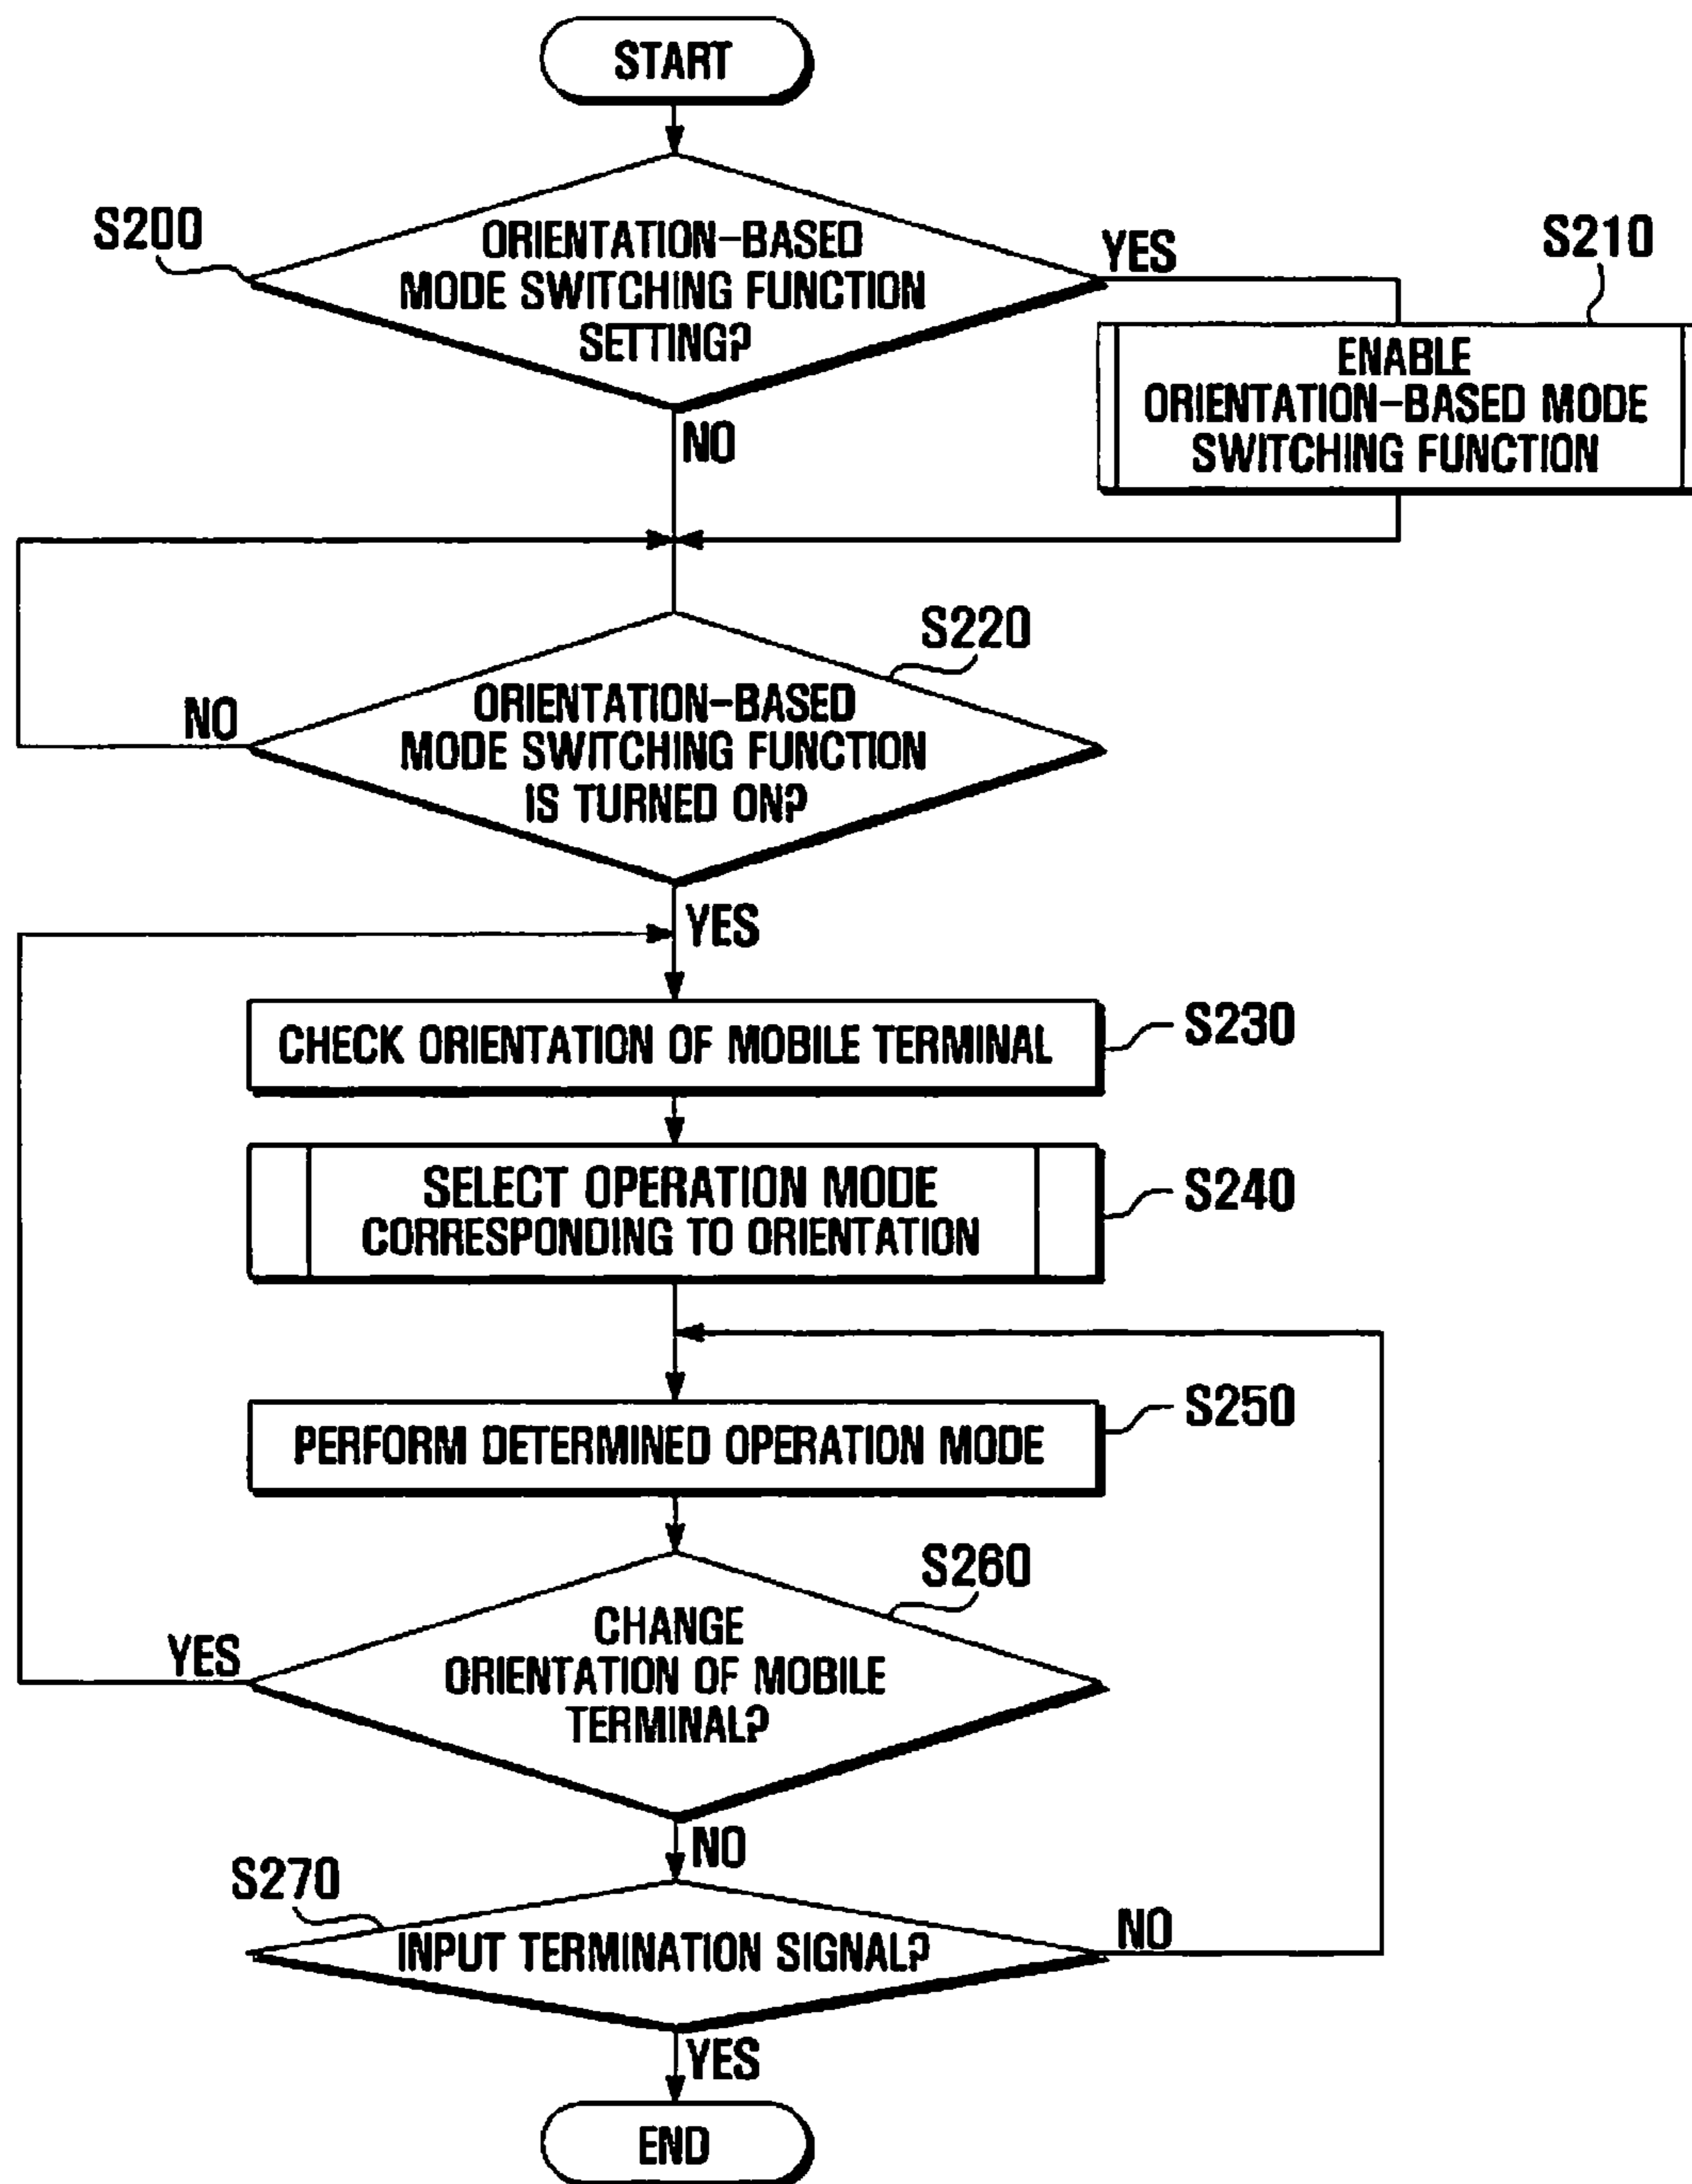 START
S200
ORIENTATION-BASED
MODE SWITCHING FUNCTION
SETTING?
YES
S210
ENABLE
ORIENTATION-BASED MODE
SWITCHING FUNCTION
NO
S220
ORIENTATION-BASED
MODE SWITCHING FUNCTION
IS TURNED ON?
NO
YES
CHECK ORIENTATION OF MOBILE TERMINAL
S230
SELECT OPERATION MODE
CORRESPONDING TO ORIENTATION
S240
PERFORM DETERMINED OPERATION MODE
S250
S260
CHANGE
ORIENTATION OF MOBILE
TERMINAL?
YES
NO
S270
INPUT TERMINATION SIGNAL?
NO
YES
END